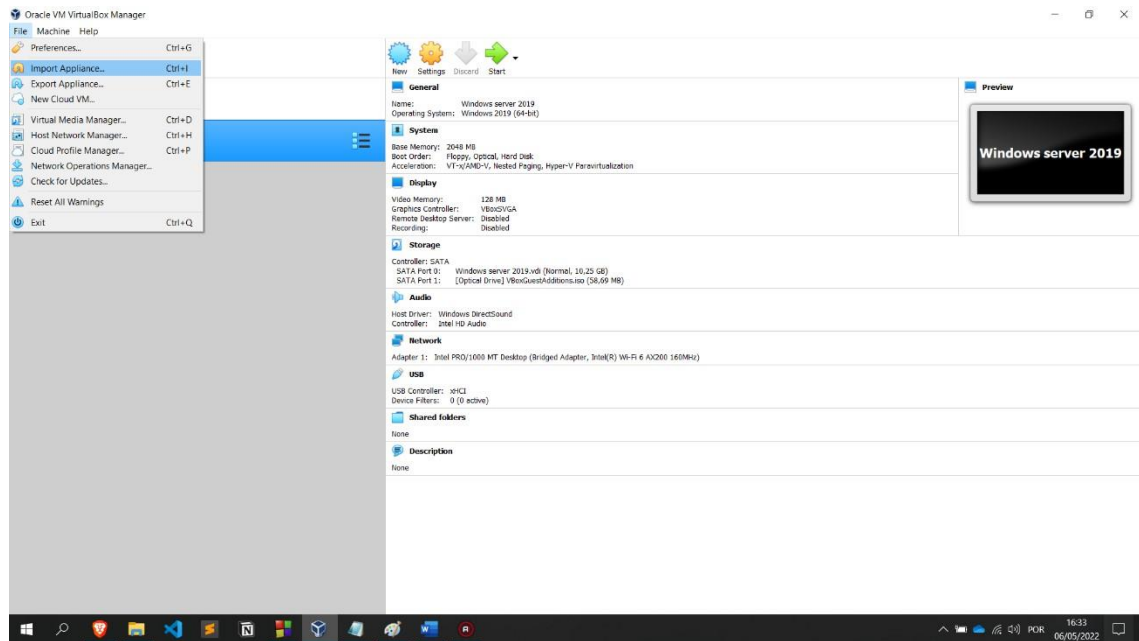 Oracle VM VirtualBox Manager
File Machine Help
Preferences... Ctrl+G
Import Appliance... Ctrl+I
Export Appliance... Ctrl+E
New Cloud VM...
Virtual Media Manager... Ctrl+D
Host Network Manager... Ctrl+H
Cloud Profile Manager... Ctrl+P
Network Operations Manager...
Check for Updates...
Reset All Warnings
Exit Ctrl+Q
New Settings Discard Start
General
Name: Windows server 2019
Operating System: Windows 2019 (64-bit)
System
Base Memory: 2048 MB
Boot Order: Floppy, Optical, Hard Disk
Acceleration: VT-x/AMD-V, Nested Paging, Hyper-V Paravirtualization
Display
Video Memory: 128 MB
Graphics Controller: VBoxSVGA
Remote Desktop Server: Disabled
Recording: Disabled
Storage
Controller: SATA
SATA Port 0: Windows server 2019.vdi (Normal, 10,25 GB)
SATA Port 1: [Optical Drive] VBoxGuestAdditions.iso (58,69 MB)
Audio
Host Driver: Windows DirectSound
Controller: Intel HD Audio
Network
Adapter 1: Intel PRO/1000 MT Desktop (Bridged Adapter, Intel(R) Wi-Fi 6 AX200 160MHz)
USB
USB Controller: xHCI
Device Filters: 0 (0 active)
Shared folders
None
Description
None
Preview
Windows server 2019
POR
16:33
06/05/2022